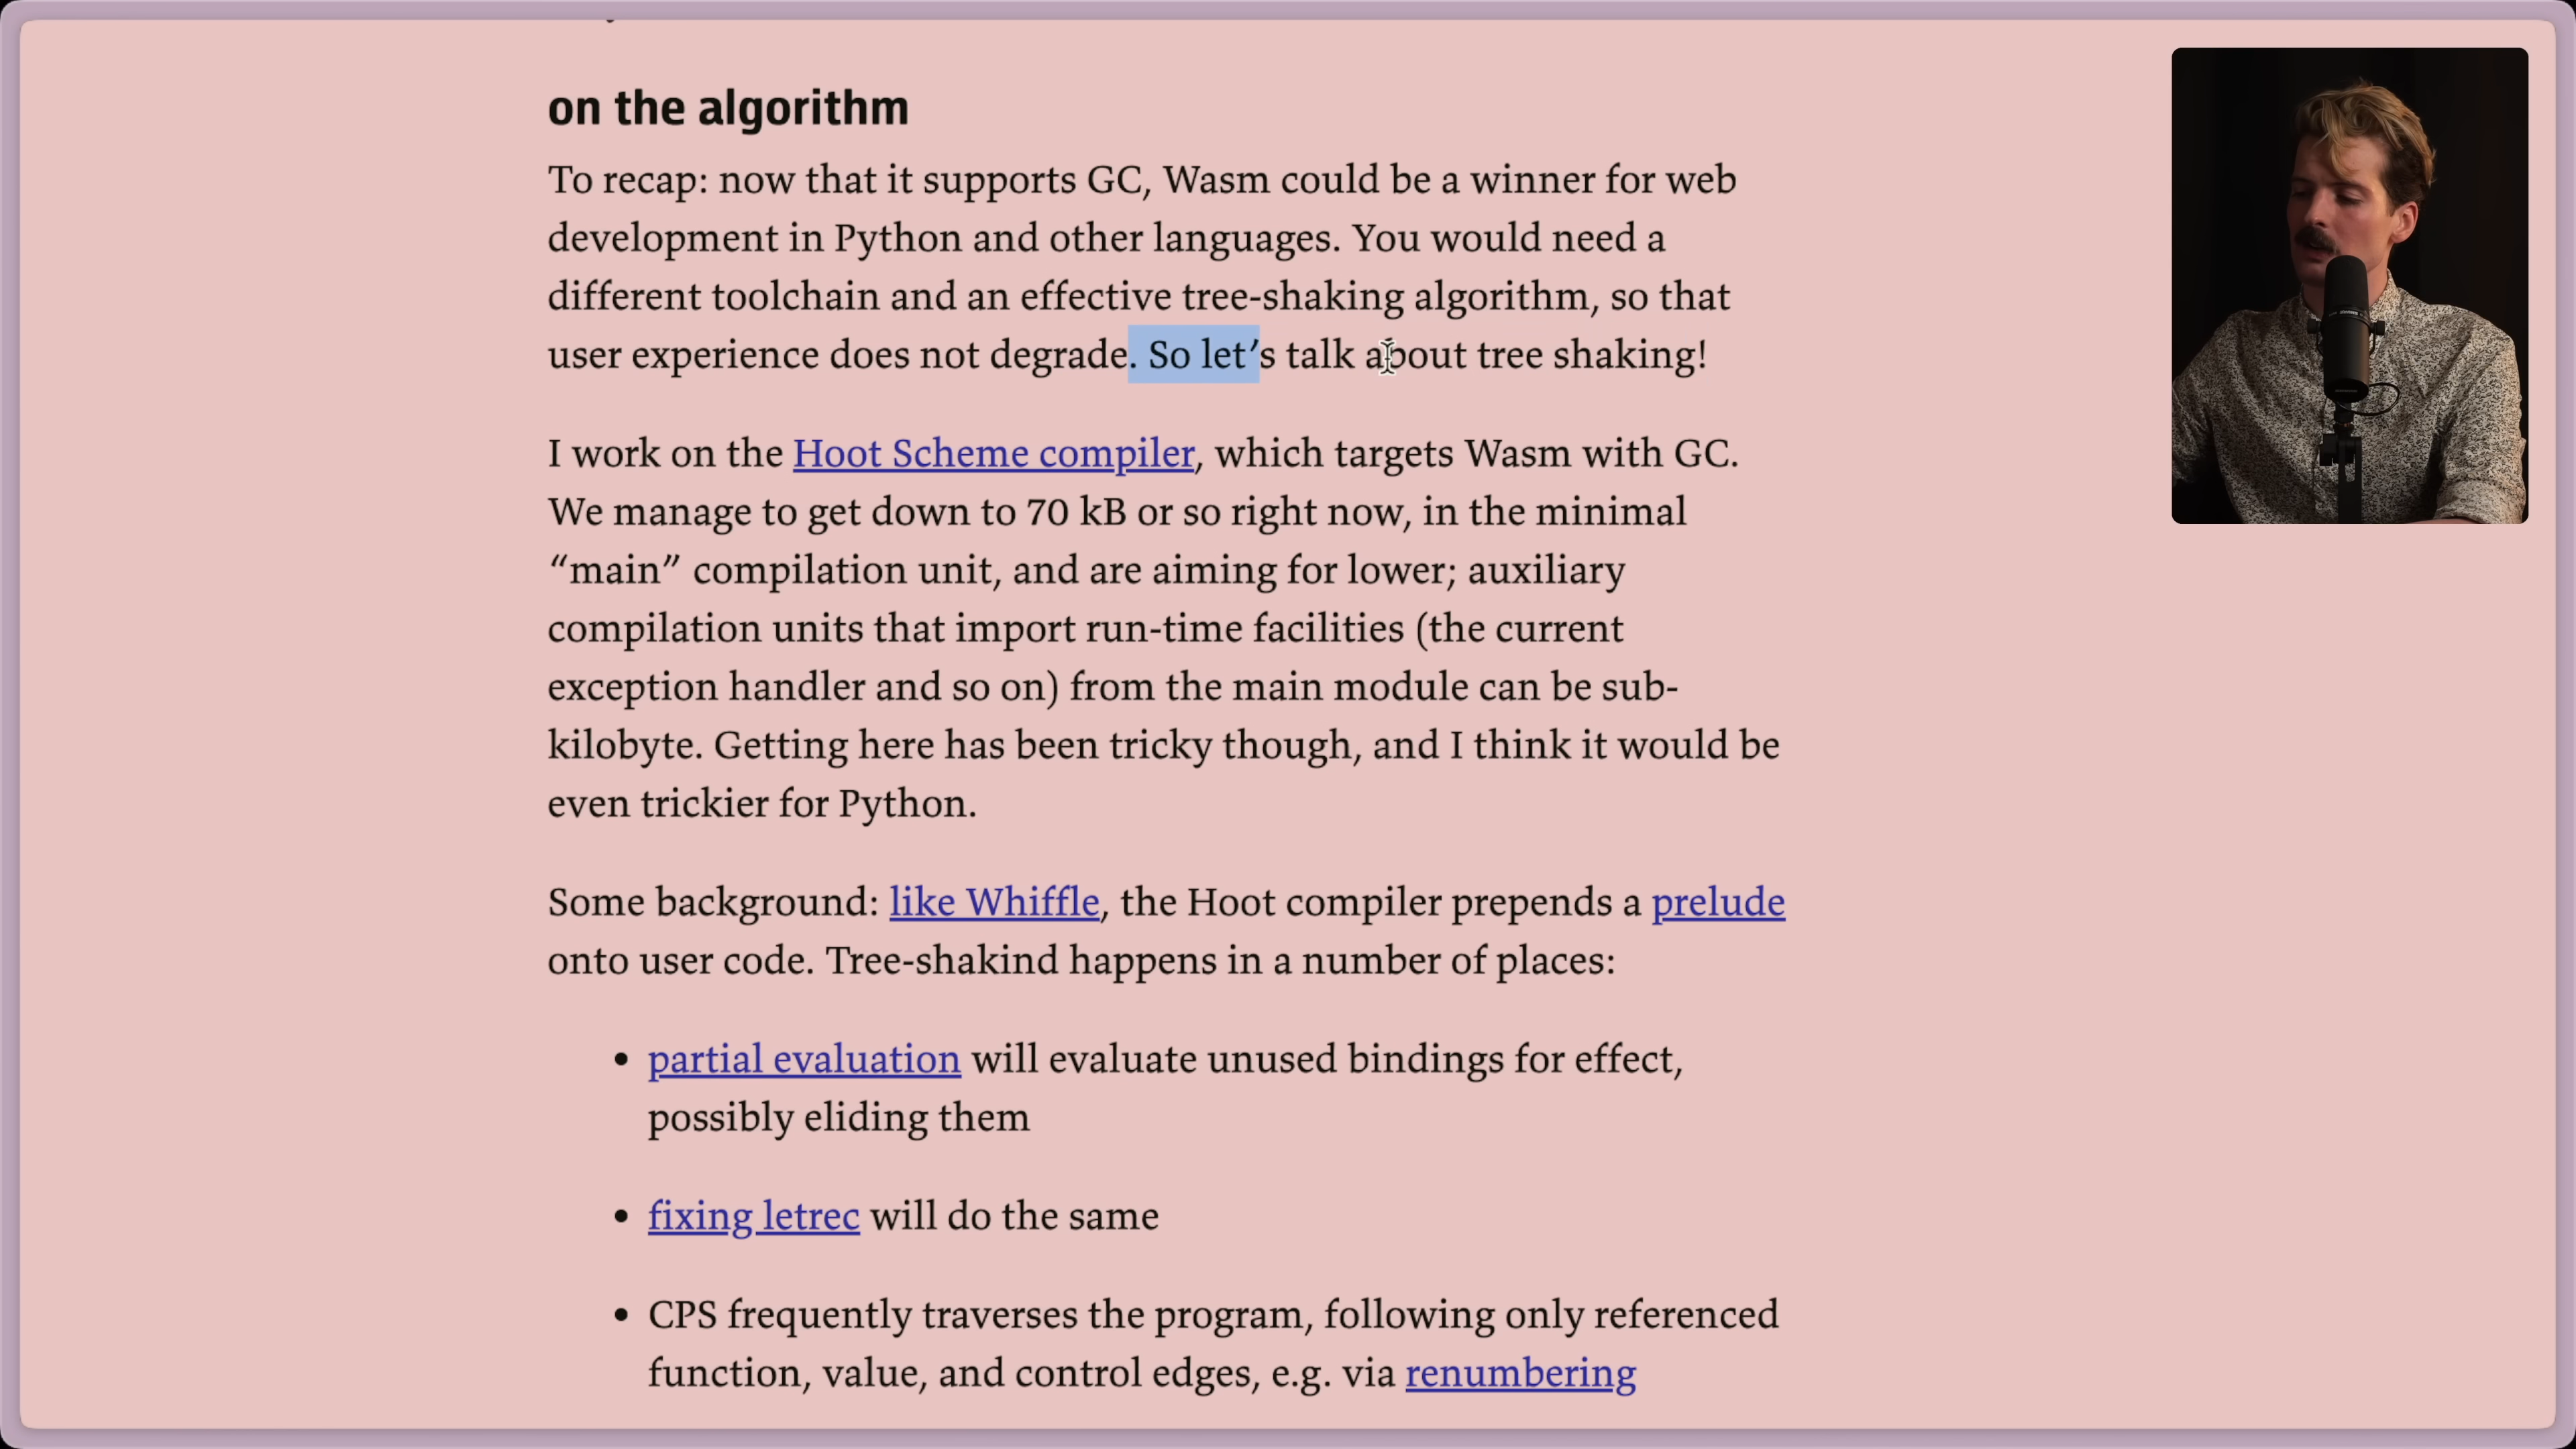 on the algorithm
To recap: now that it supports GC, Wasm could be a winner for web
development in Python and other languages. You would need a
different toolchain and an effective tree-shaking algorithm, so that
user experience does not degrade. So let’s talk about tree shaking!
I work on the Hoot Scheme compiler, which targets Wasm with GC.
We manage to get down to 70 kB or so right now, in the minimal
“main” compilation unit, and are aiming for lower; auxiliary
compilation units that import run-time facilities (the current
exception handler and so on) from the main module can be sub-
kilobyte. Getting here has been tricky though, and I think it would be
even trickier for Python.
Some background: like Whiffle, the Hoot compiler prepends a prelude
onto user code. Tree-shakind happens in a number of places:
• partial evaluation will evaluate unused bindings for effect,
possibly eliding them
• fixing letrec will do the same
• CPS frequently traverses the program, following only referenced
function, value, and control edges, e.g. via renumbering